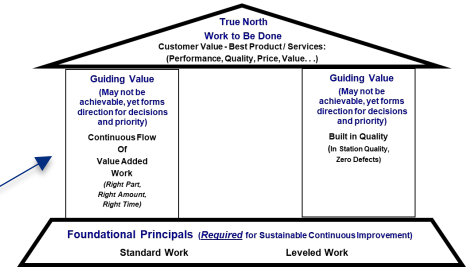 True North
Work to Be Done
Customer Value - Best Product / Services:
(Performance, Quality, Price, Value. . .)
Guiding Value
(May not be
achievable, yet forms
direction for decisions
and priority)
Continuous Flow
Of
Value Added
Work
(Right Part,
Right Amount,
Right Time)
Guiding Value
(May not be
achievable, yet forms
direction for decisions
and priority)
Built in Quality
(In Station Quality,
Zero Defects)
Foundational Principals (Required for Sustainable Continuous Improvement)
Standard Work Leveled Work